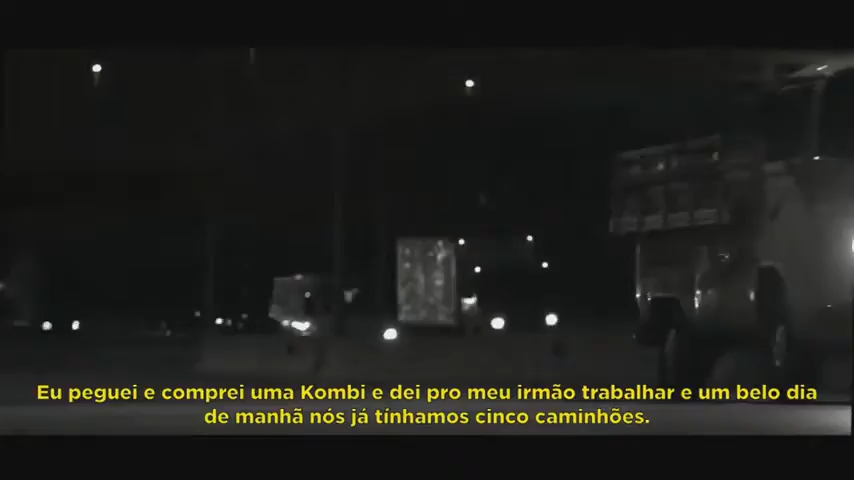 Eu peguei e comprei uma Kombi e dei pro meu irmão trabalhar e um belo dia
de manhã nós já tínhamos cinco caminhões.